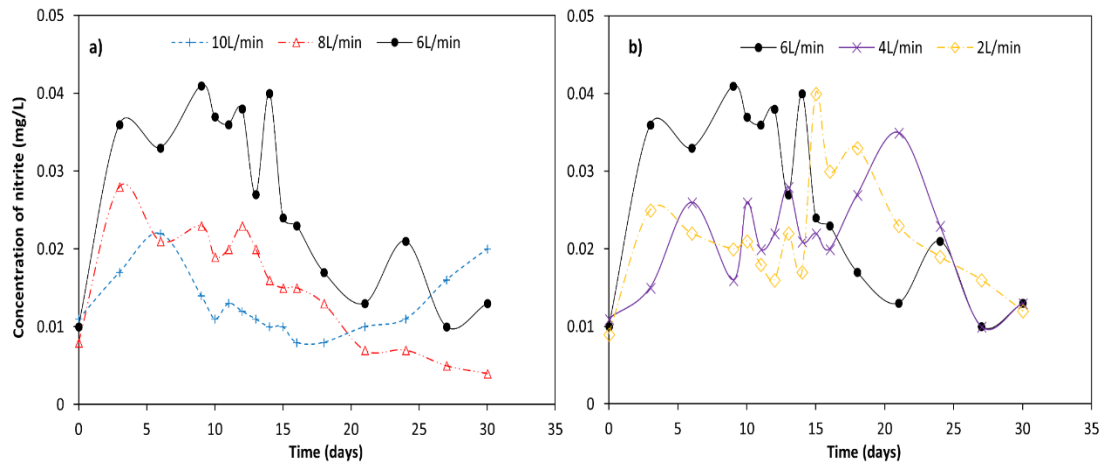 a)
10L/min 8L/min 6L/min
Concentration of nitrite (mg/L)
0.05
0.04
0.03
0.02
0.01
0
0 5 10 15 20 25 30 35
Time (days)
b)
6L/min 4L/min 2L/min
0.05
0.04
0.03
0.02
0.01
0
0 5 10 15 20 25 30 35
Time (days)